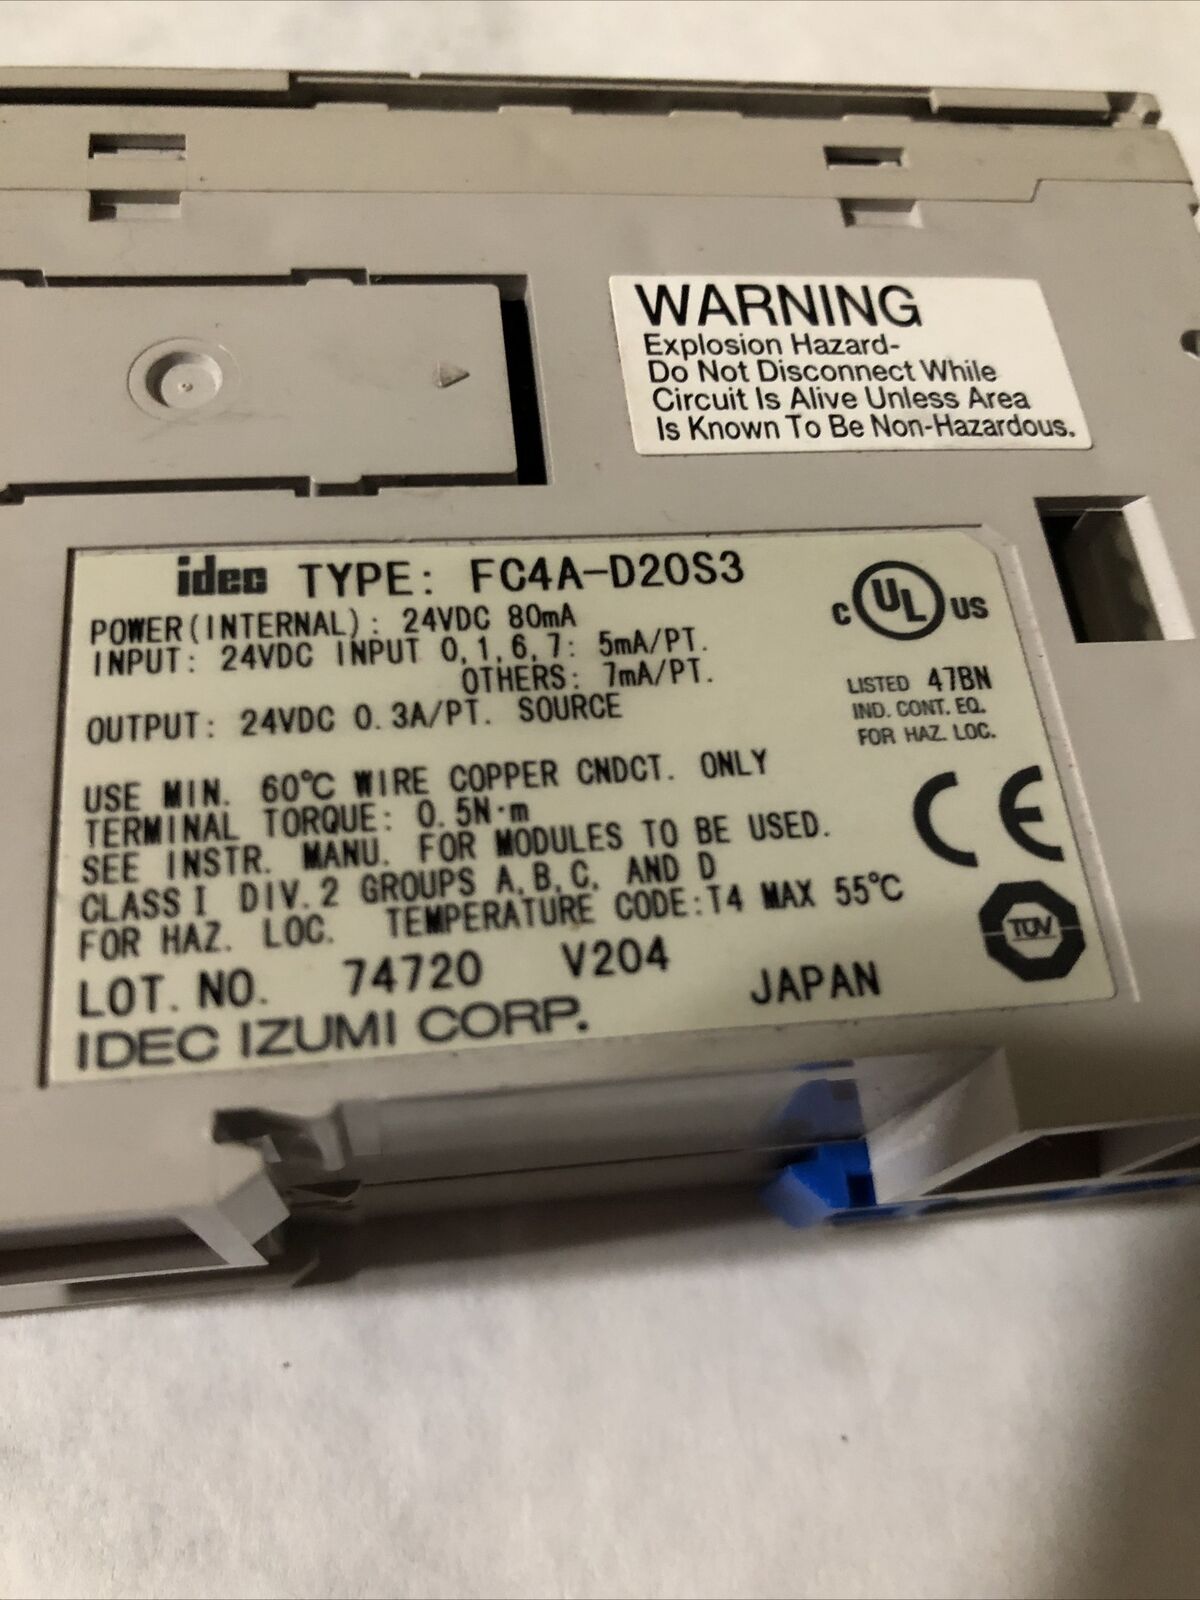 WARNING
Explosion Hazard-
Do Not Disconnect While
Circuit Is Alive Unless Area
Is Known To Be Non-Hazardous.
idec TYPE: FC4A-D20S3
POWER(INTERNAL): 24VDC 80mA
INPUT: 24VDC INPUT 0,1,6,7: 5mA/PT.
OTHERS: 7mA/PT.
OUTPUT: 24VDC 0.3A/PT. SOURCE
USE MIN. 60℃ WIRE COPPER CNDCT. ONLY
TERMINAL TORQUE: 0.5N·m
SEE INSTR. MANU. FOR MODULES TO BE USED.
CLASS I DIV.2 GROUPS A,B,C, AND D
FOR HAZ. LOC. TEMPERATURE CODE:T4 MAX 55℃
LOT.NO. 74720 V204
IDEC IZUMI CORP. JAPAN
C UL US
LISTED 47BN
IND. CONT. EQ.
FOR HAZ. LOC.
CE
TÜV